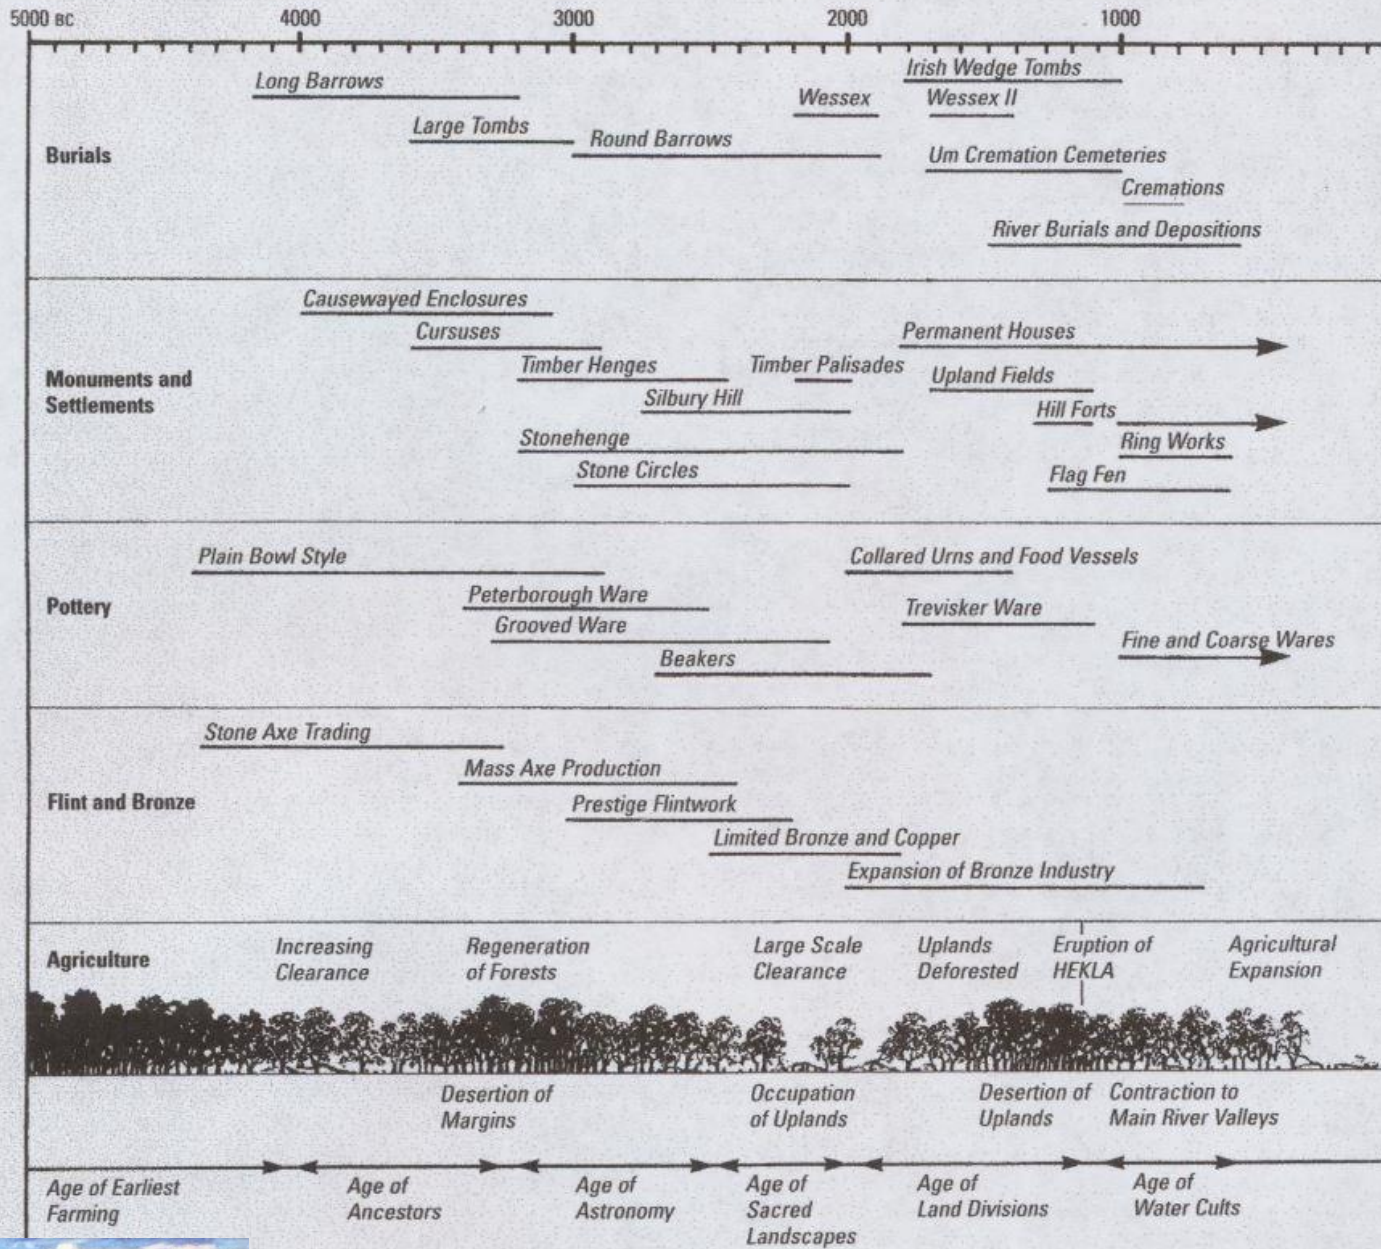 5000 BC 4000 3000 2000 1000
Burials
Long Barrows
Large Tombs
Round Barrows
Wessex
Irish Wedge Tombs
Wessex II
Um Cremation Cemeteries
Cremations
River Burials and Depositions
Monuments and
Settlements
Causewayed Enclosures
Cursuses
Timber Henges
Timber Palisades
Silbury Hill
Stonehenge
Stone Circles
Permanent Houses
Upland Fields
Hill Forts
Ring Works
Flag Fen
Pottery
Plain Bowl Style
Peterborough Ware
Grooved Ware
Beakers
Collared Urns and Food Vessels
Trevisker Ware
Fine and Coarse Wares
Flint and Bronze
Stone Axe Trading
Mass Axe Production
Prestige Flintwork
Limited Bronze and Copper
Expansion of Bronze Industry
Agriculture
Increasing
Clearance
Regeneration
of Forests
Large Scale
Clearance
Uplands
Deforested
Eruption of
HEKLA
Agricultural
Expansion
Desertion of
Margins
Occupation
of Uplands
Desertion of
Uplands
Contraction to
Main River Valleys
Age of Earliest
Farming
Age of
Ancestors
Age of
Astronomy
Age of
Sacred
Landscapes
Age of
Land Divisions
Age of
Water Cults